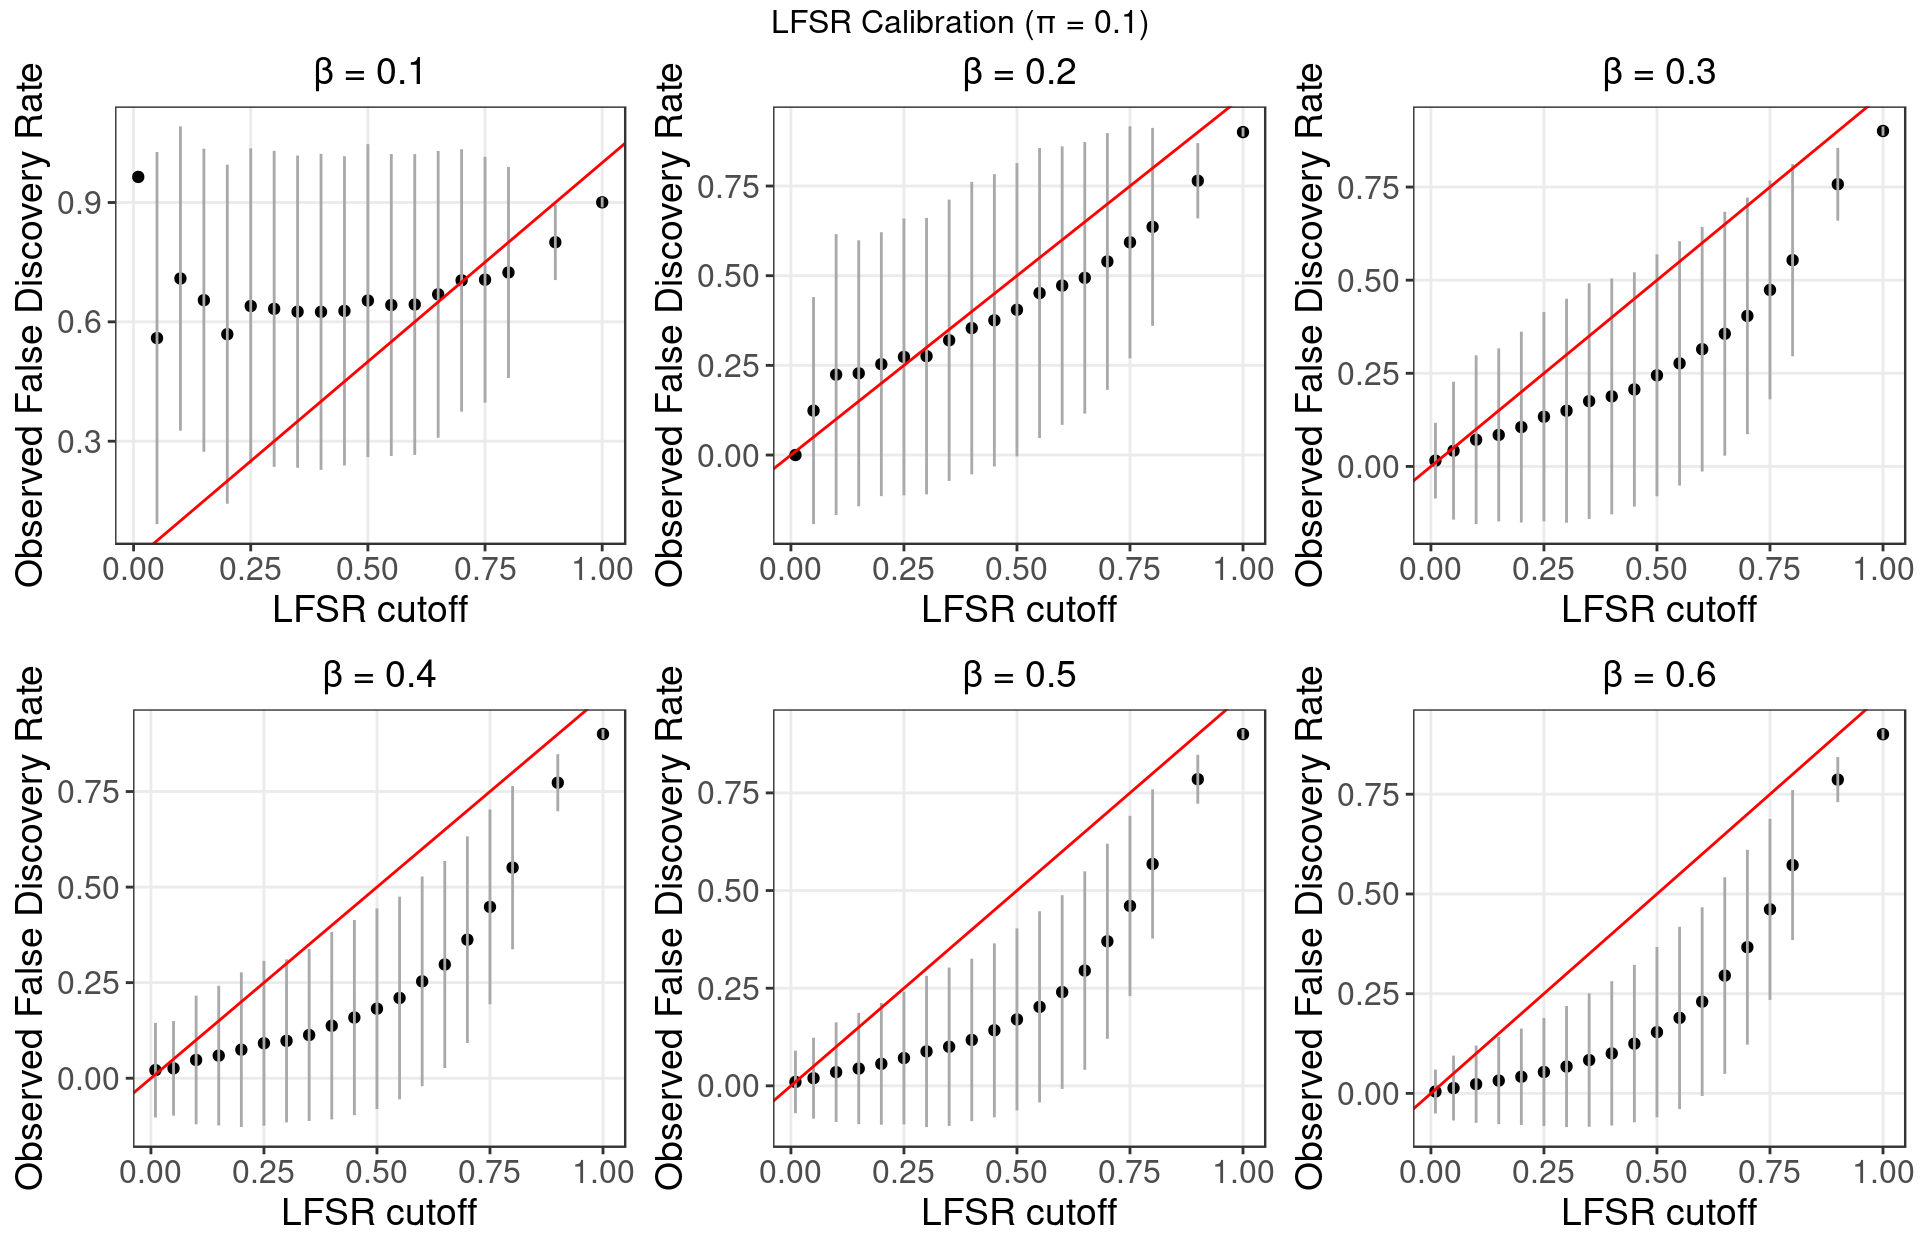 LFSR Calibration (π = 0.1)
β = 0.1
Observed False Discovery Rate
0.9
0.6
0.3
0.00 0.25 0.50 0.75 1.00
LFSR cutoff
β = 0.2
Observed False Discovery Rate
0.75
0.50
0.25
0.00
0.00 0.25 0.50 0.75 1.00
LFSR cutoff
β = 0.3
Observed False Discovery Rate
0.75
0.50
0.25
0.00
0.00 0.25 0.50 0.75 1.00
LFSR cutoff
β = 0.4
Observed False Discovery Rate
0.75
0.50
0.25
0.00
0.00 0.25 0.50 0.75 1.00
LFSR cutoff
β = 0.5
Observed False Discovery Rate
0.75
0.50
0.25
0.00
0.00 0.25 0.50 0.75 1.00
LFSR cutoff
β = 0.6
Observed False Discovery Rate
0.75
0.50
0.25
0.00
0.00 0.25 0.50 0.75 1.00
LFSR cutoff